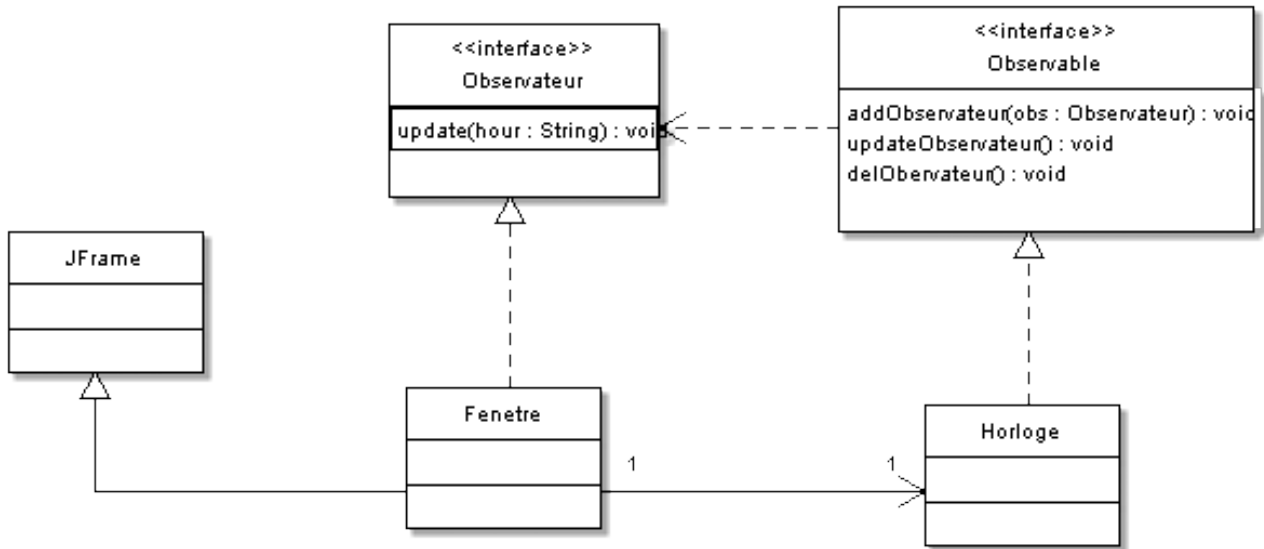 <<interface>>
Observateur
update(hour : String) : void
<<interface>>
Observable
addObservateur(obs : Observateur) : void
updateObservateur() : void
delObervateur() : void
JFrame
Fenetre
1
1
Horloge